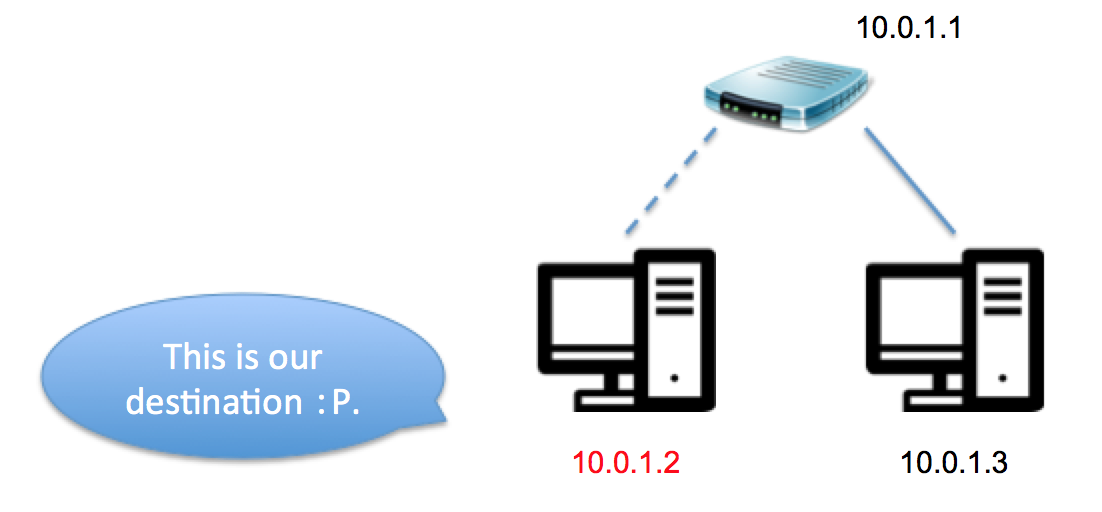 10.0.1.1
This is our
destination : P.
10.0.1.2
10.0.1.3